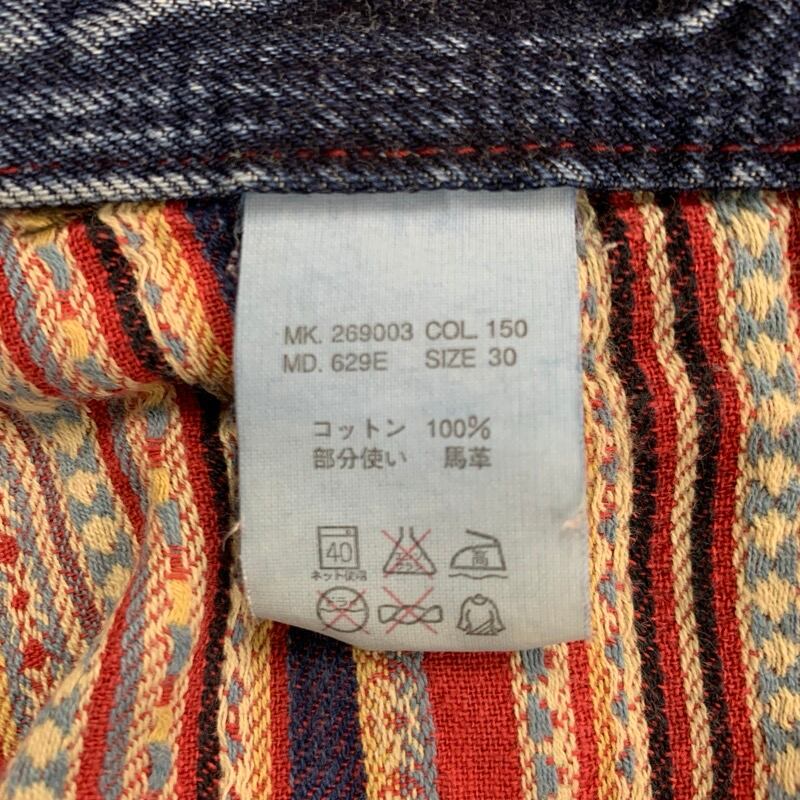 MK. 269003 COL. 150
MD. 629E SIZE 30
コットン 100%
部分使い 馬革
40 高
ネット使用